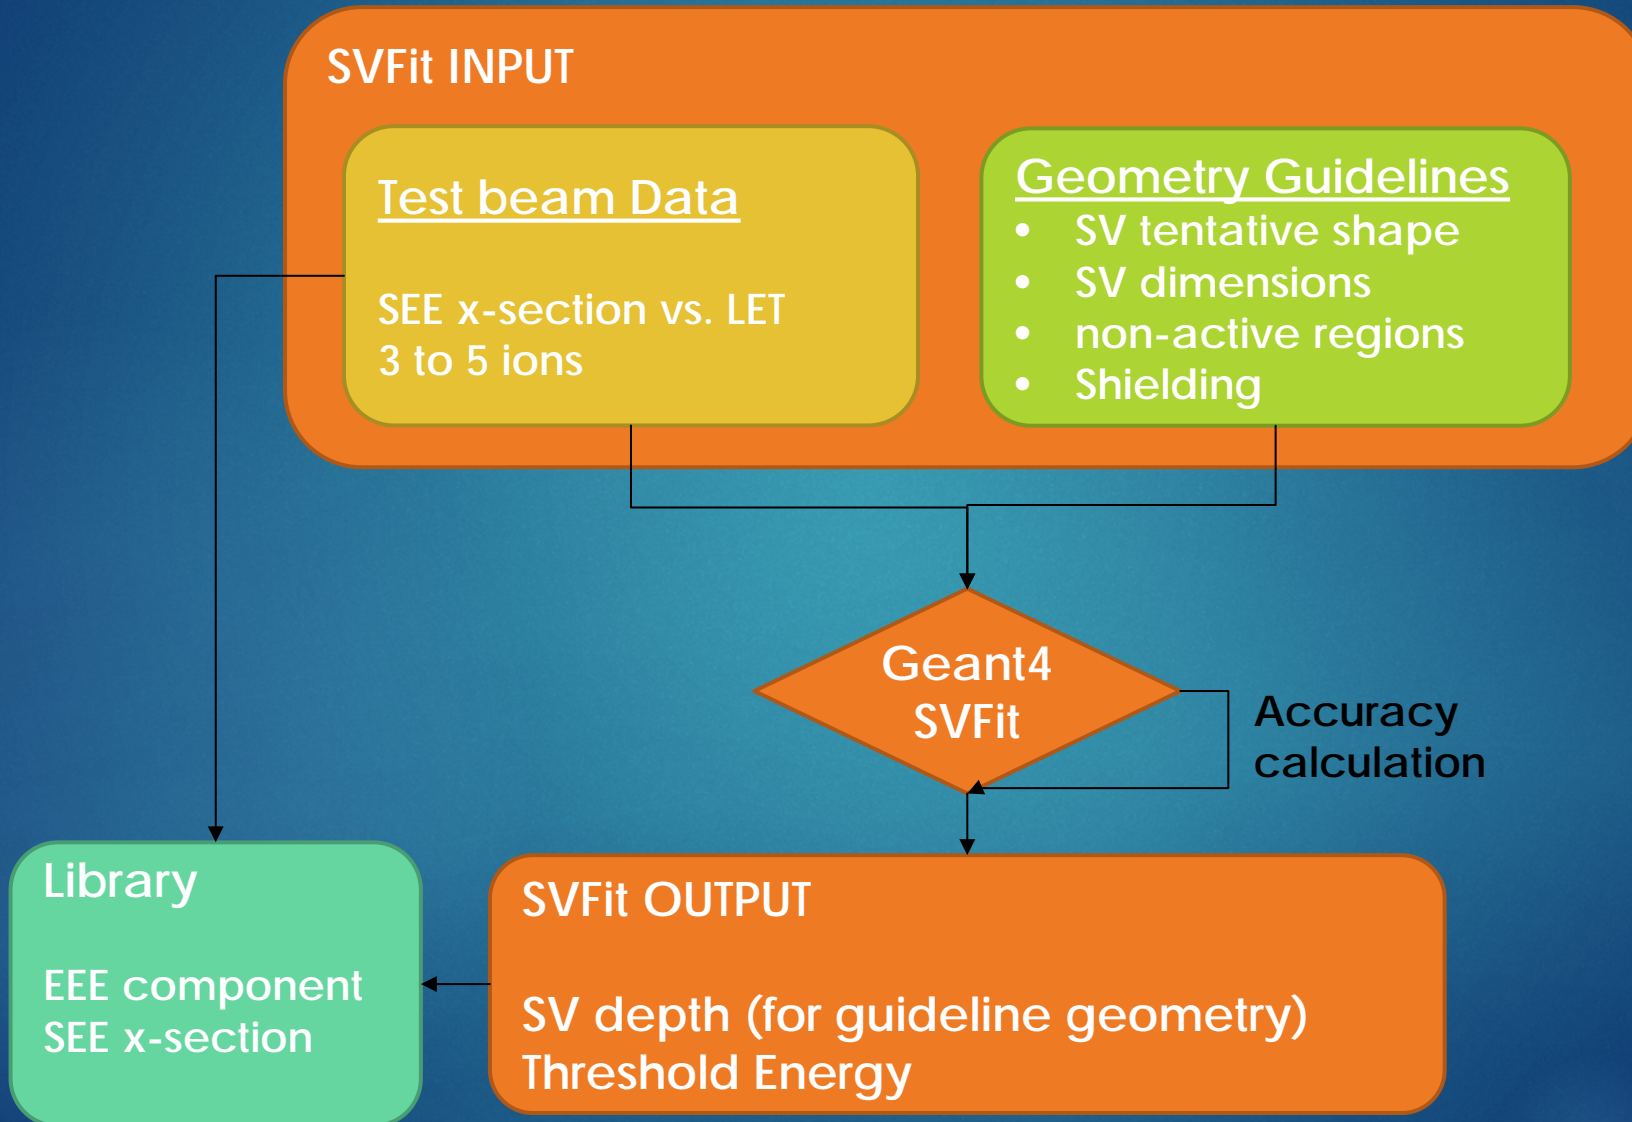 SVFit INPUT
Test beam Data
SEE x-section vs. LET
3 to 5 ions
Geometry Guidelines
• SV tentative shape
• SV dimensions
• non-active regions
• Shielding
Geant4
SVFit
Accuracy
calculation
Library
EEE component
SEE x-section
SVFit OUTPUT
SV depth (for guideline geometry)
Threshold Energy